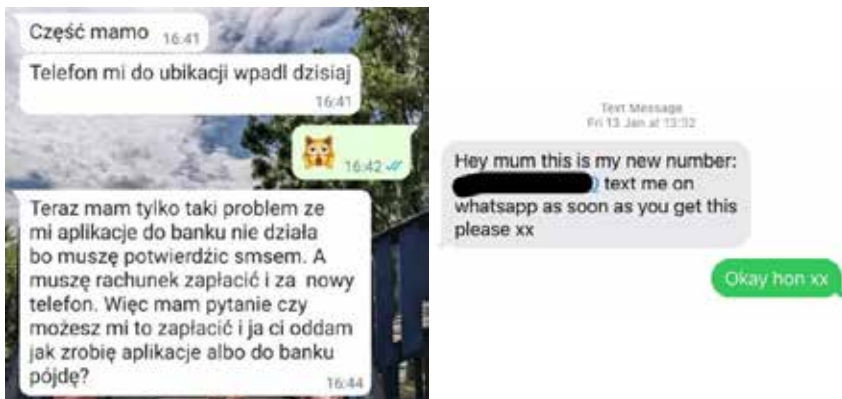 Część mamo 16:41
Telefon mi do ubikacji wpadl dzisiaj
16:41
16:42
Teraz mam tylko taki problem ze
mi aplikacje do banku nie działa
bo muszę potwierdźic smsem. A
muszę rachunek zapłacić i za nowy
telefon. Więc mam pytanie czy
możesz mi to zapłacić i ja ci oddam
jak zrobię aplikacje albo do banku
pójdę?
16:44
Text Message
Fri 13 Jan at 13:32
Hey mum this is my new number:
text me on
whatsapp as soon as you get this
please xx
Okay hon xx